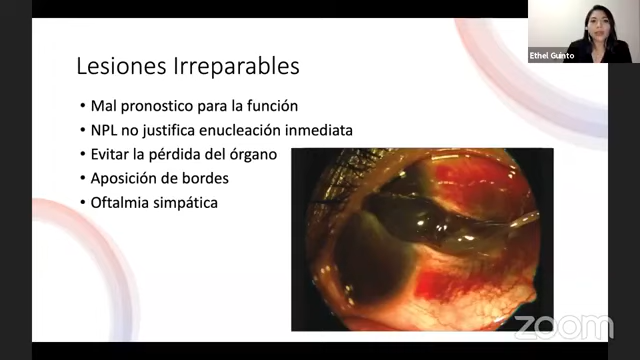 Ethel Guinto
Lesiones Irreparables
• Mal pronostico para la función
• NPL no justifica enucleación inmediata
• Evitar la pérdida del órgano
• Aposición de bordes
• Oftalmia simpática
zoom